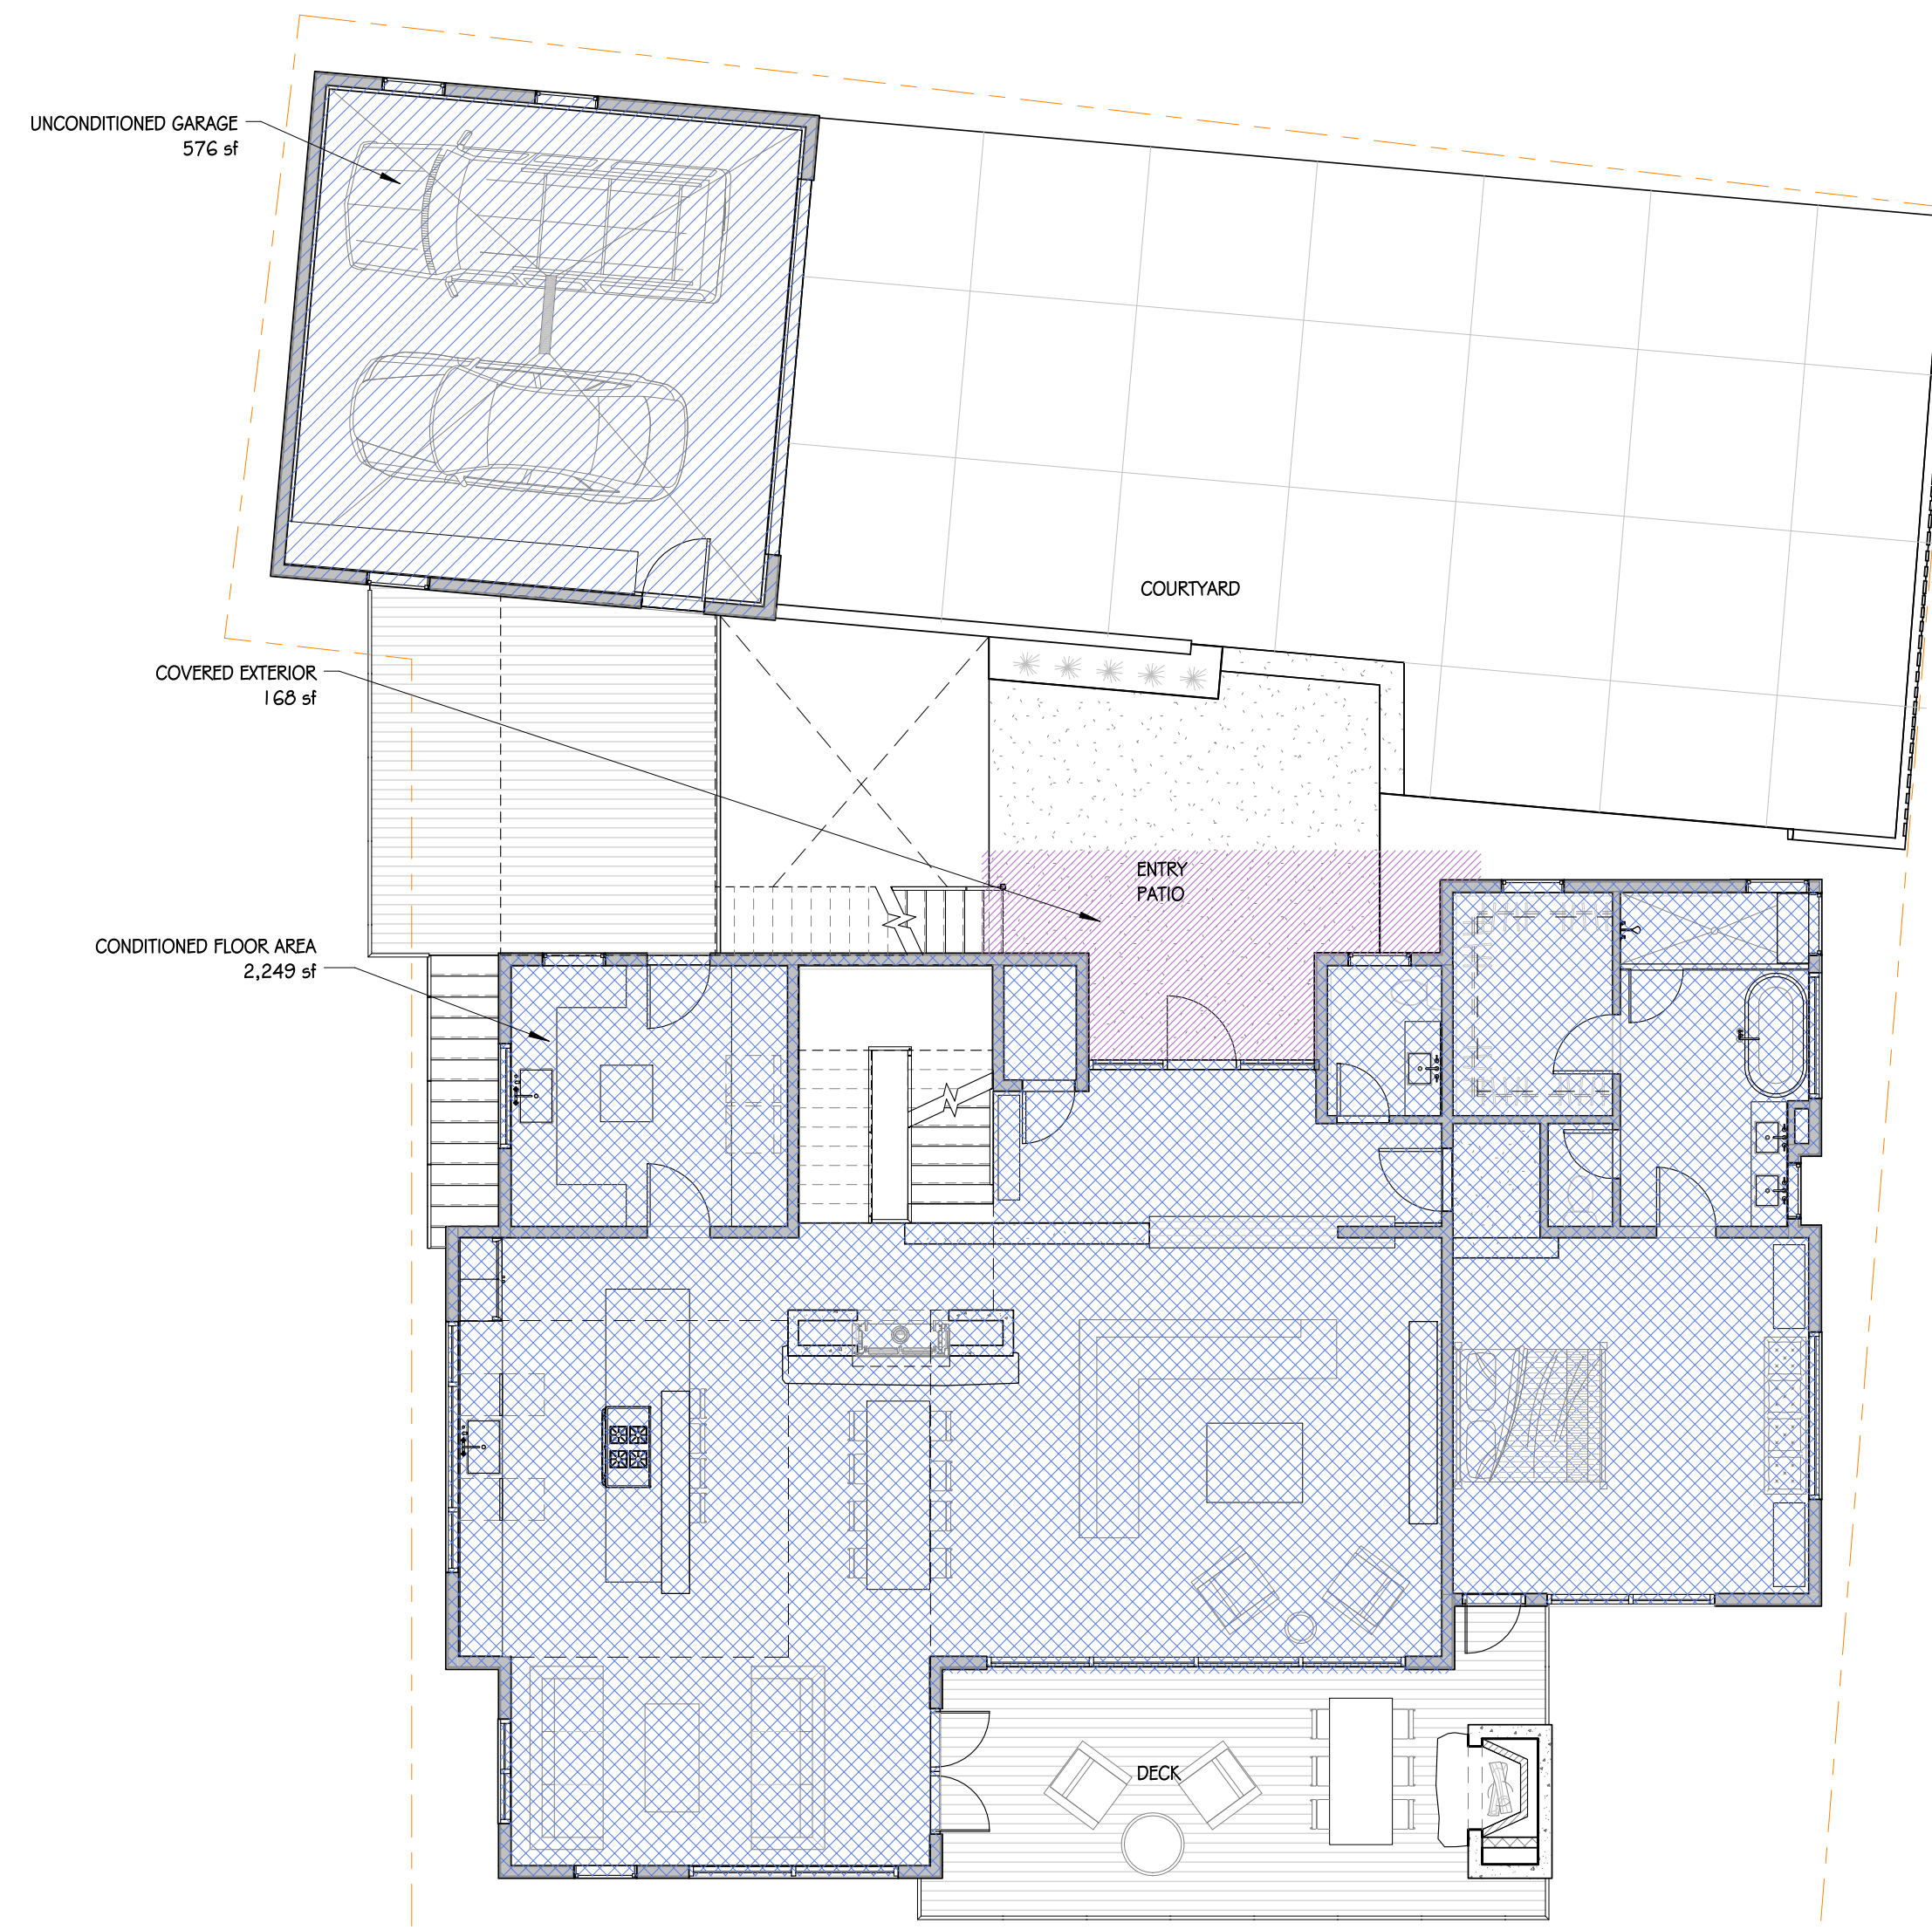 UNCONDITIONED GARAGE
576 sf
COURTYARD
COVERED EXTERIOR
168 sf
ENTRY
PATIO
CONDITIONED FLOOR AREA
2,249 sf
DECK